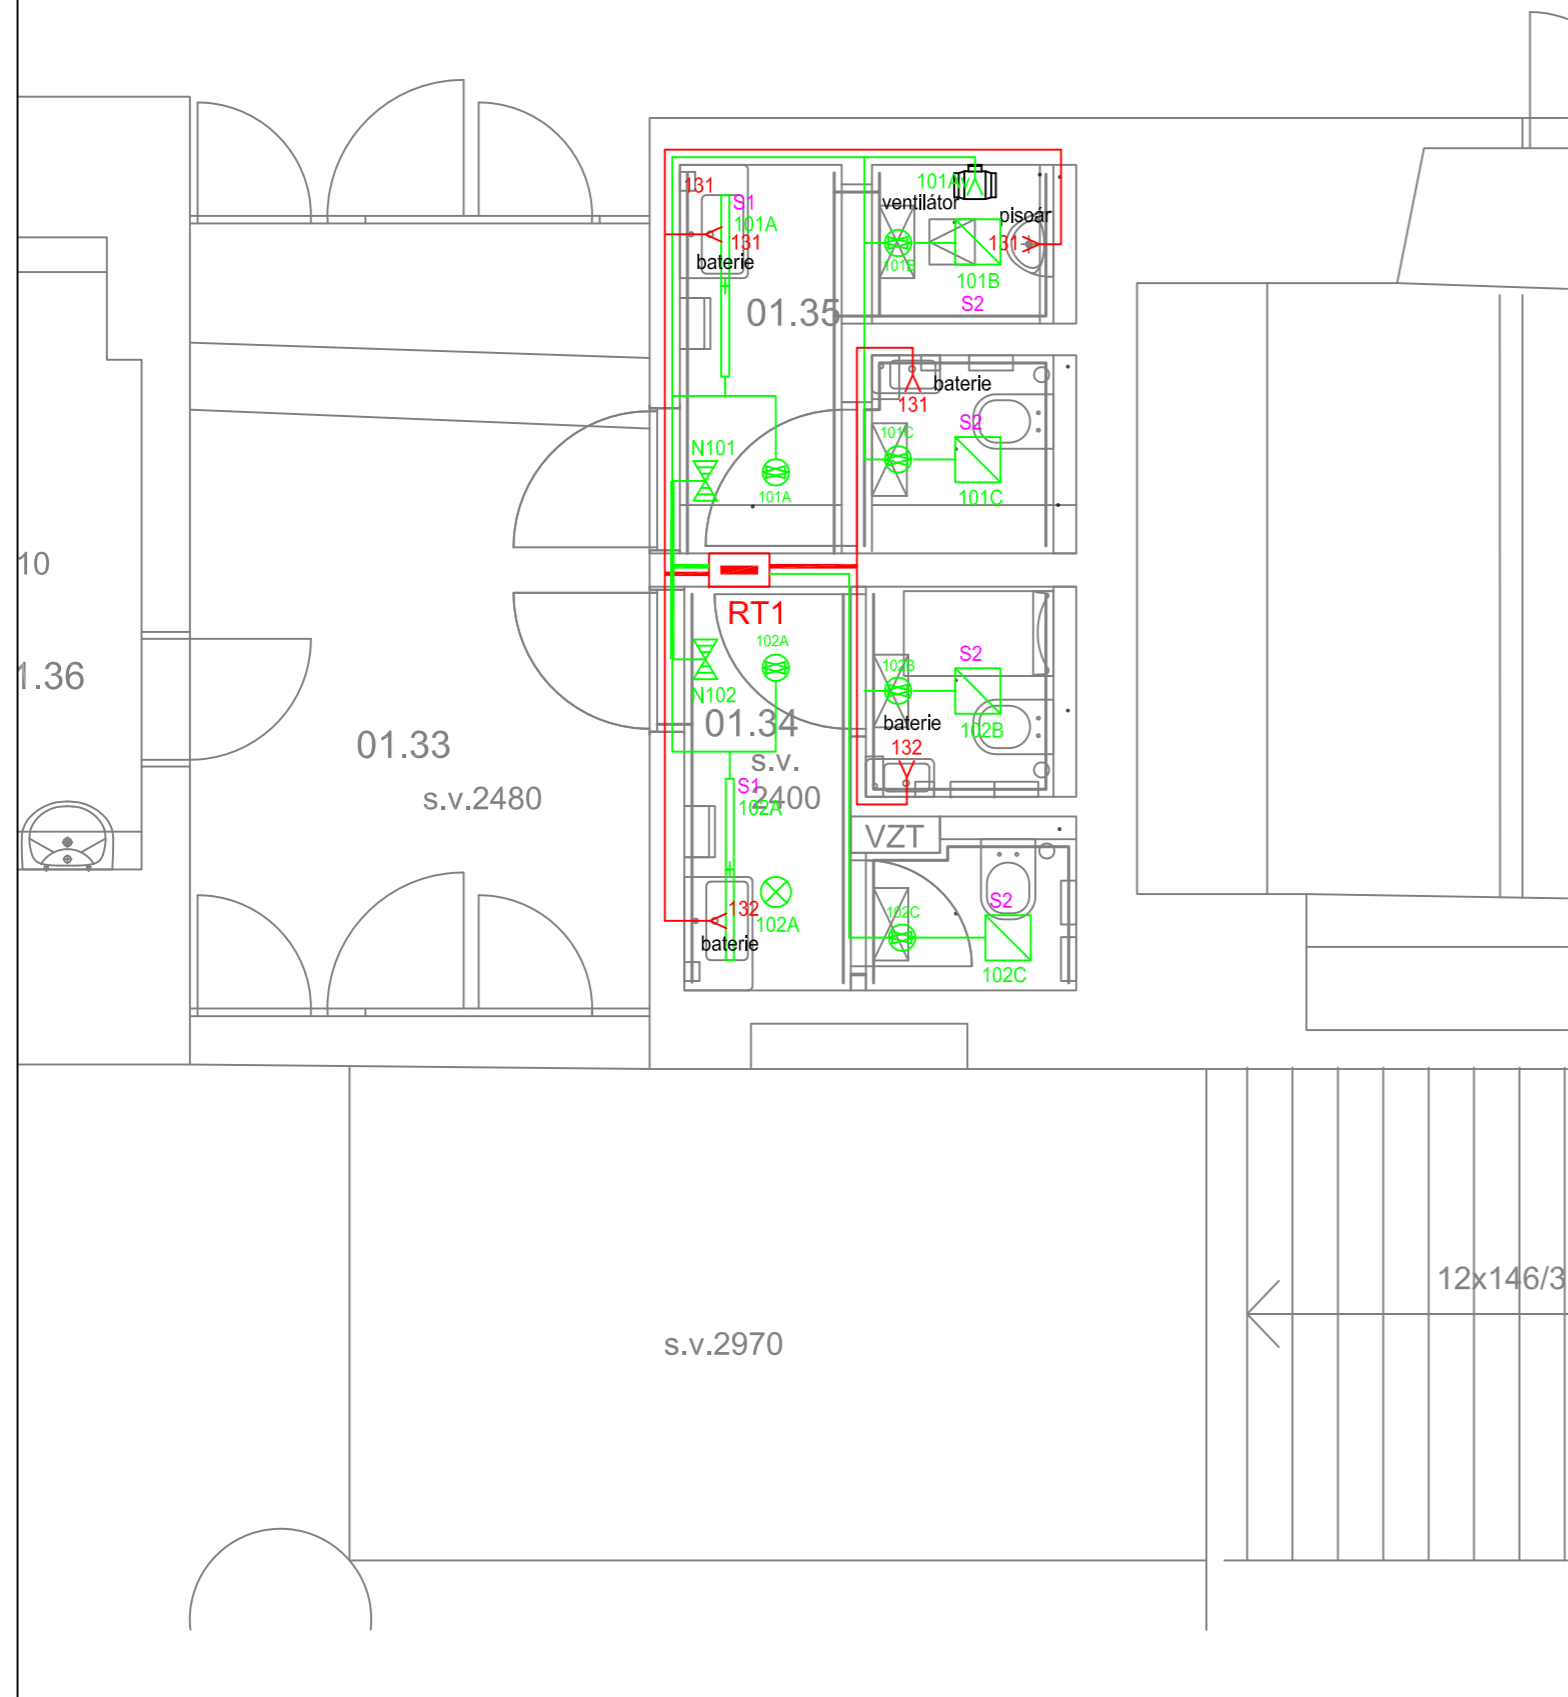 131
S1
101A
131
baterie
01.35
101Av
ventilátor
pisoár
131
101B
101B
S2
baterie
131
S2
101C
101C
N101
101A
10
RT1
102A
N102
01.34
s.v.
2400
S2
102B
102B
baterie
132
1.36
01.33
s.v.2480
S1
102A
VZT
132
102A
baterie
S2
102C
102C
12x146/3
s.v.2970